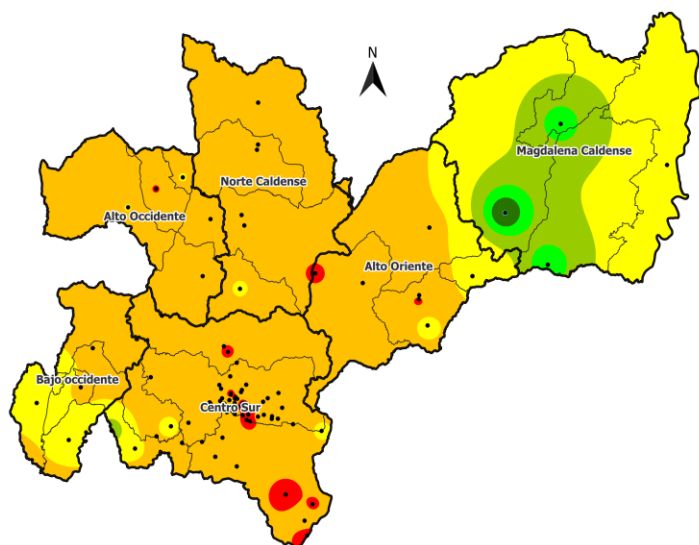 N
Magdalena Caldense
Norte Caldense
Alto Occidente
Alto Oriente
Bajo occidente
Centro Sur